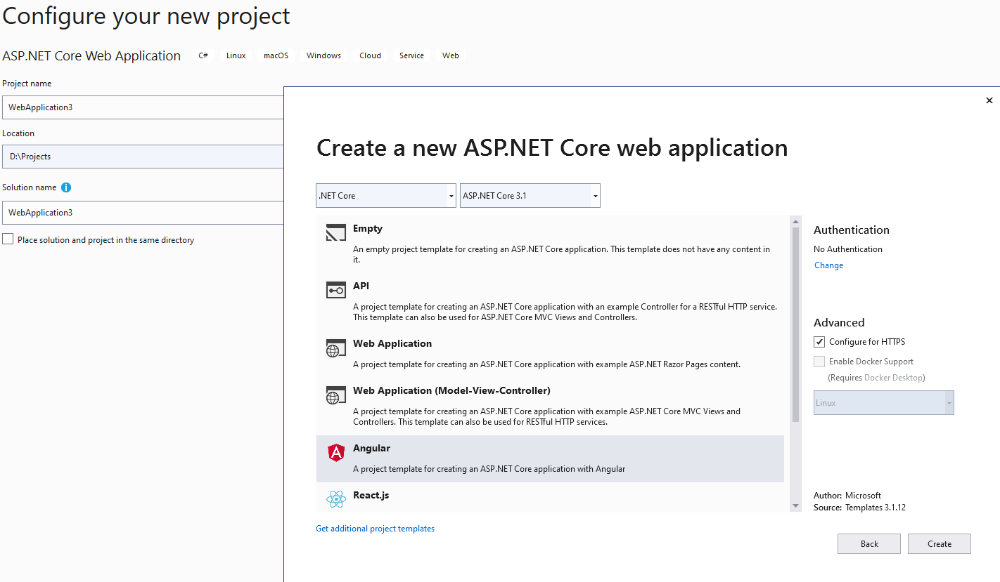 Configure your new project
ASP.NET Core Web Application C# Linux macOS Windows Cloud Service Web
Project name
WebApplication3
Location
D:\Projects
Solution name
WebApplication3
Place solution and project in the same directory
Create a new ASP.NET Core web application
.NET Core ASP.NET Core 3.1
Empty
An empty project template for creating an ASP.NET Core application. This template does not have any content in
it.
API
A project template for creating an ASP.NET Core application with an example Controller for a RESTful HTTP service.
This template can also be used for ASP.NET Core MVC Views and Controllers.
Web Application
A project template for creating an ASP.NET Core application with example ASP.NET Razor Pages content.
Web Application (Model-View-Controller)
A project template for creating an ASP.NET Core application with example ASP.NET Core MVC Views and
Controllers. This template can also be used for RESTful HTTP services.
Angular
A project template for creating an ASP.NET Core application with Angular
React.js
Get additional project templates
Authentication
No Authentication
Change
Advanced
Configure for HTTPS
Enable Docker Support
(Requires Docker Desktop)
Linux
Author: Microsoft
Source: Templates 3.1.12
Back Create